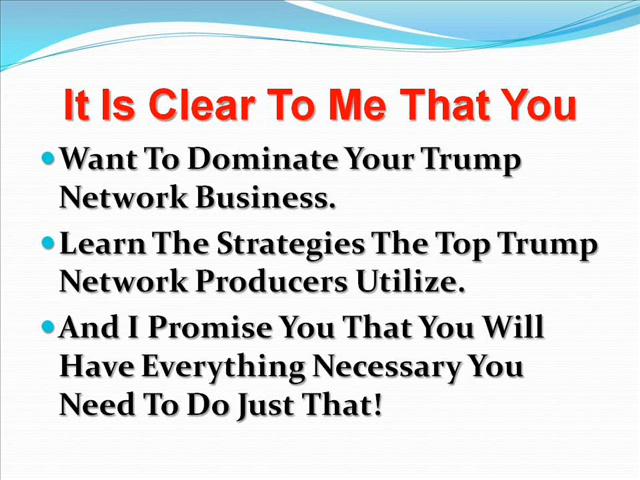 It Is Clear To Me That You
Want To Dominate Your Trump
Network Business.
Learn The Strategies The Top Trump
Network Producers Utilize.
And I Promise You That You Will
Have Everything Necessary You
Need To Do Just That!